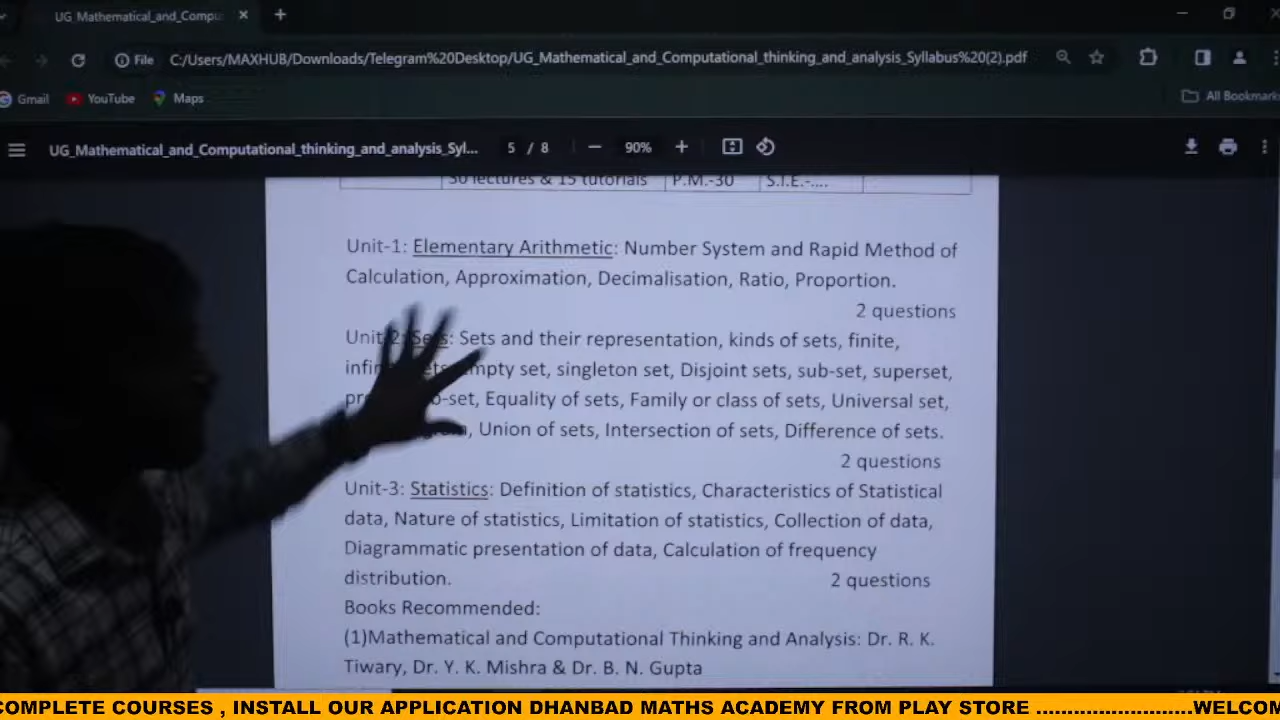 UG_Mathematical_and_Compu
File C:/Users/MAXHUB/Downloads/Telegram%20Desktop/UG_Mathematical_and_Computational_thinking_and_analysis_Syllabus%20(2).pdf
Gmail YouTube Maps All Bookmark
UG_Mathematical_and_Computational_thinking_and_analysis_Syl... 5 / 8 90%
30 lectures & 15 tutorials P.M.-30 S.I.E.-....
Unit-1: Elementary Arithmetic: Number System and Rapid Method of
Calculation, Approximation, Decimalisation, Ratio, Proportion.
2 questions
Unit-2: Sets: Sets and their representation, kinds of sets, finite,
empty set, singleton set, Disjoint sets, sub-set, superset,
Equality of sets, Family or class of sets, Universal set,
Union of sets, Intersection of sets, Difference of sets.
2 questions
Unit-3: Statistics: Definition of statistics, Characteristics of Statistical
data, Nature of statistics, Limitation of statistics, Collection of data,
Diagrammatic presentation of data, Calculation of frequency
distribution. 2 questions
Books Recommended:
(1)Mathematical and Computational Thinking and Analysis: Dr. R. K.
Tiwary, Dr. Y. K. Mishra & Dr. B. N. Gupta
COMPLETE COURSES , INSTALL OUR APPLICATION DHANBAD MATHS ACADEMY FROM PLAY STORE ........................WELCOM